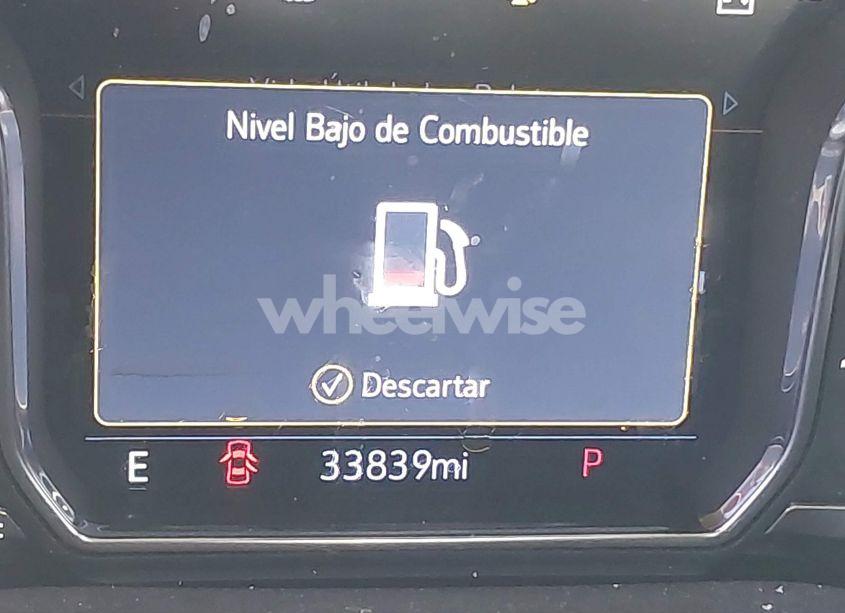 Nivel Bajo de Combustible
wheelwise
Descartar
E 33839mi P